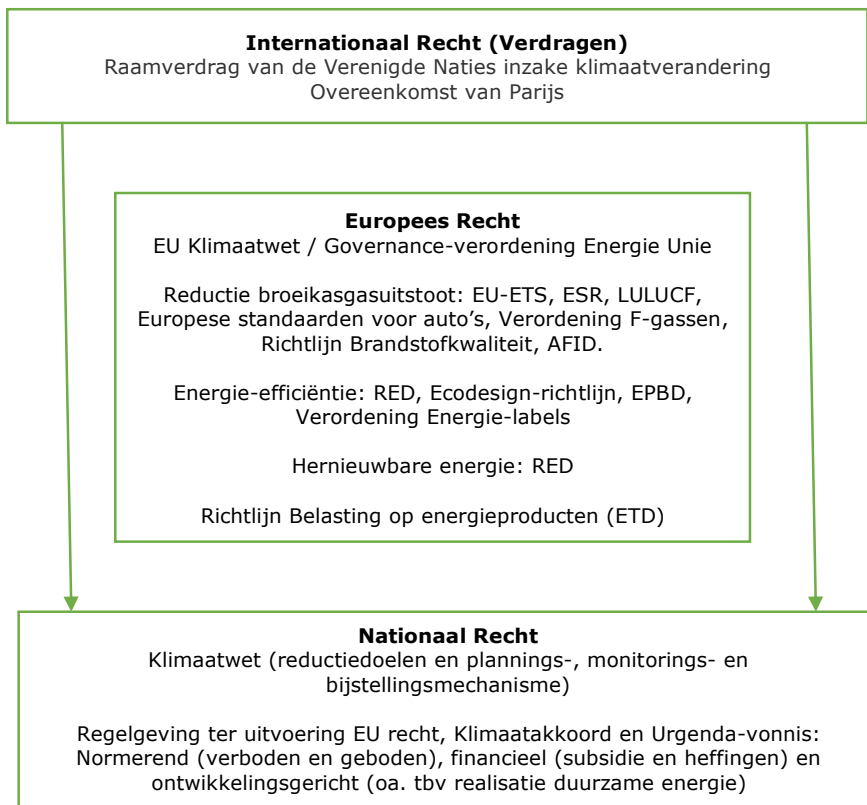 Internationaal Recht (Verdragen)
Raamverdrag van de Verenigde Naties inzake klimaatverandering
Overeenkomst van Parijs
Europees Recht
EU Klimaatwet / Governance-verordening Energie Unie
Reductie broeikasgasuitstoot: EU-ETS, ESR, LULUCF,
Europese standaarden voor auto’s, Verordening F-gassen,
Richtlijn Brandstofkwaliteit, AFID.
Energie-efficiëntie: RED, Ecodesign-richtlijn, EPBD,
Verordening Energie-labels
Hernieuwbare energie: RED
Richtlijn Belasting op energieproducten (ETD)
Nationaal Recht
Klimaatwet (reductiedoelen en plannings-, monitorings- en
bijstellingsmechanisme)
Regelgeving ter uitvoering EU recht, Klimaatakkoord en Urgenda-vonnis:
Normerend (verboden en geboden), financieel (subsidie en heffingen) en
ontwikkelingsgericht (oa. tbv realisatie duurzame energie)